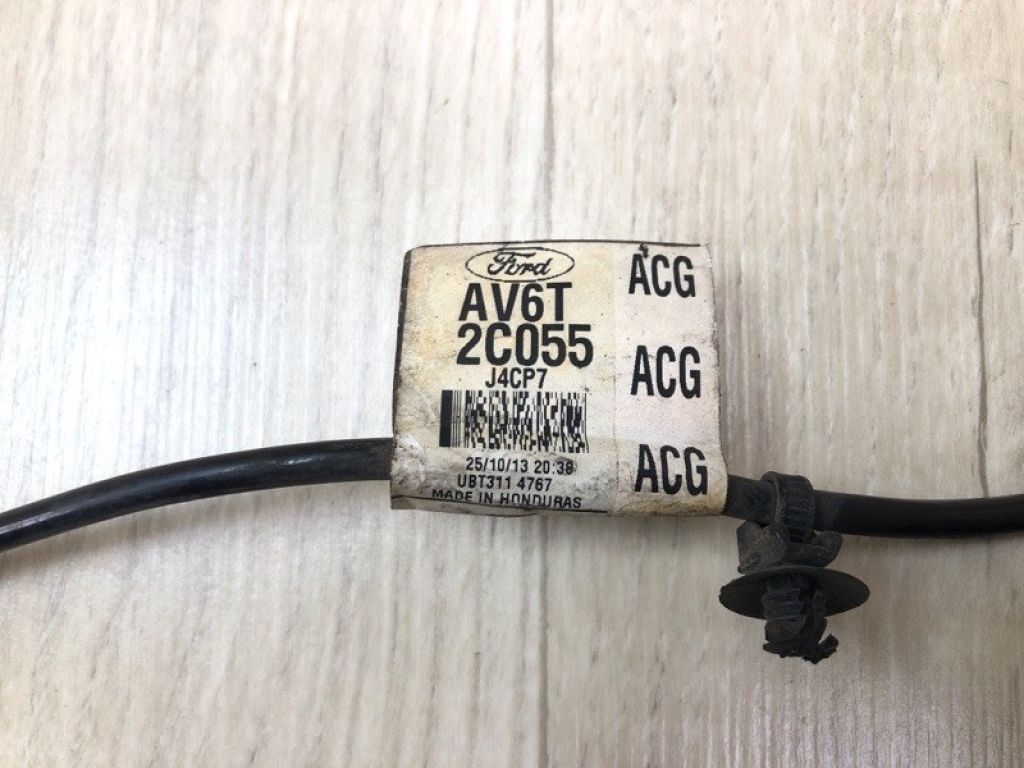 Ford
AV6T
2C055
J4CP7
25/10/13 20:38
UBT311 4767
MADE IN HONDURAS
ACG
ACG
ACG